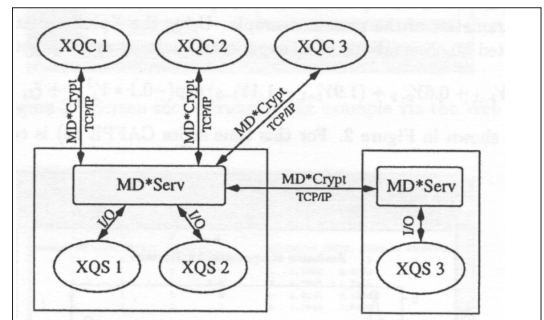 XQC 1
XQC 2
XQC 3
MD*Crypt
TCP/IP
MD*Crypt
TCP/IP
MD*Crypt
TCP/IP
MD*Serv
MD*Crypt
TCP/IP
MD*Serv
I/O
I/O
I/O
XQS 1
XQS 2
XQS 3